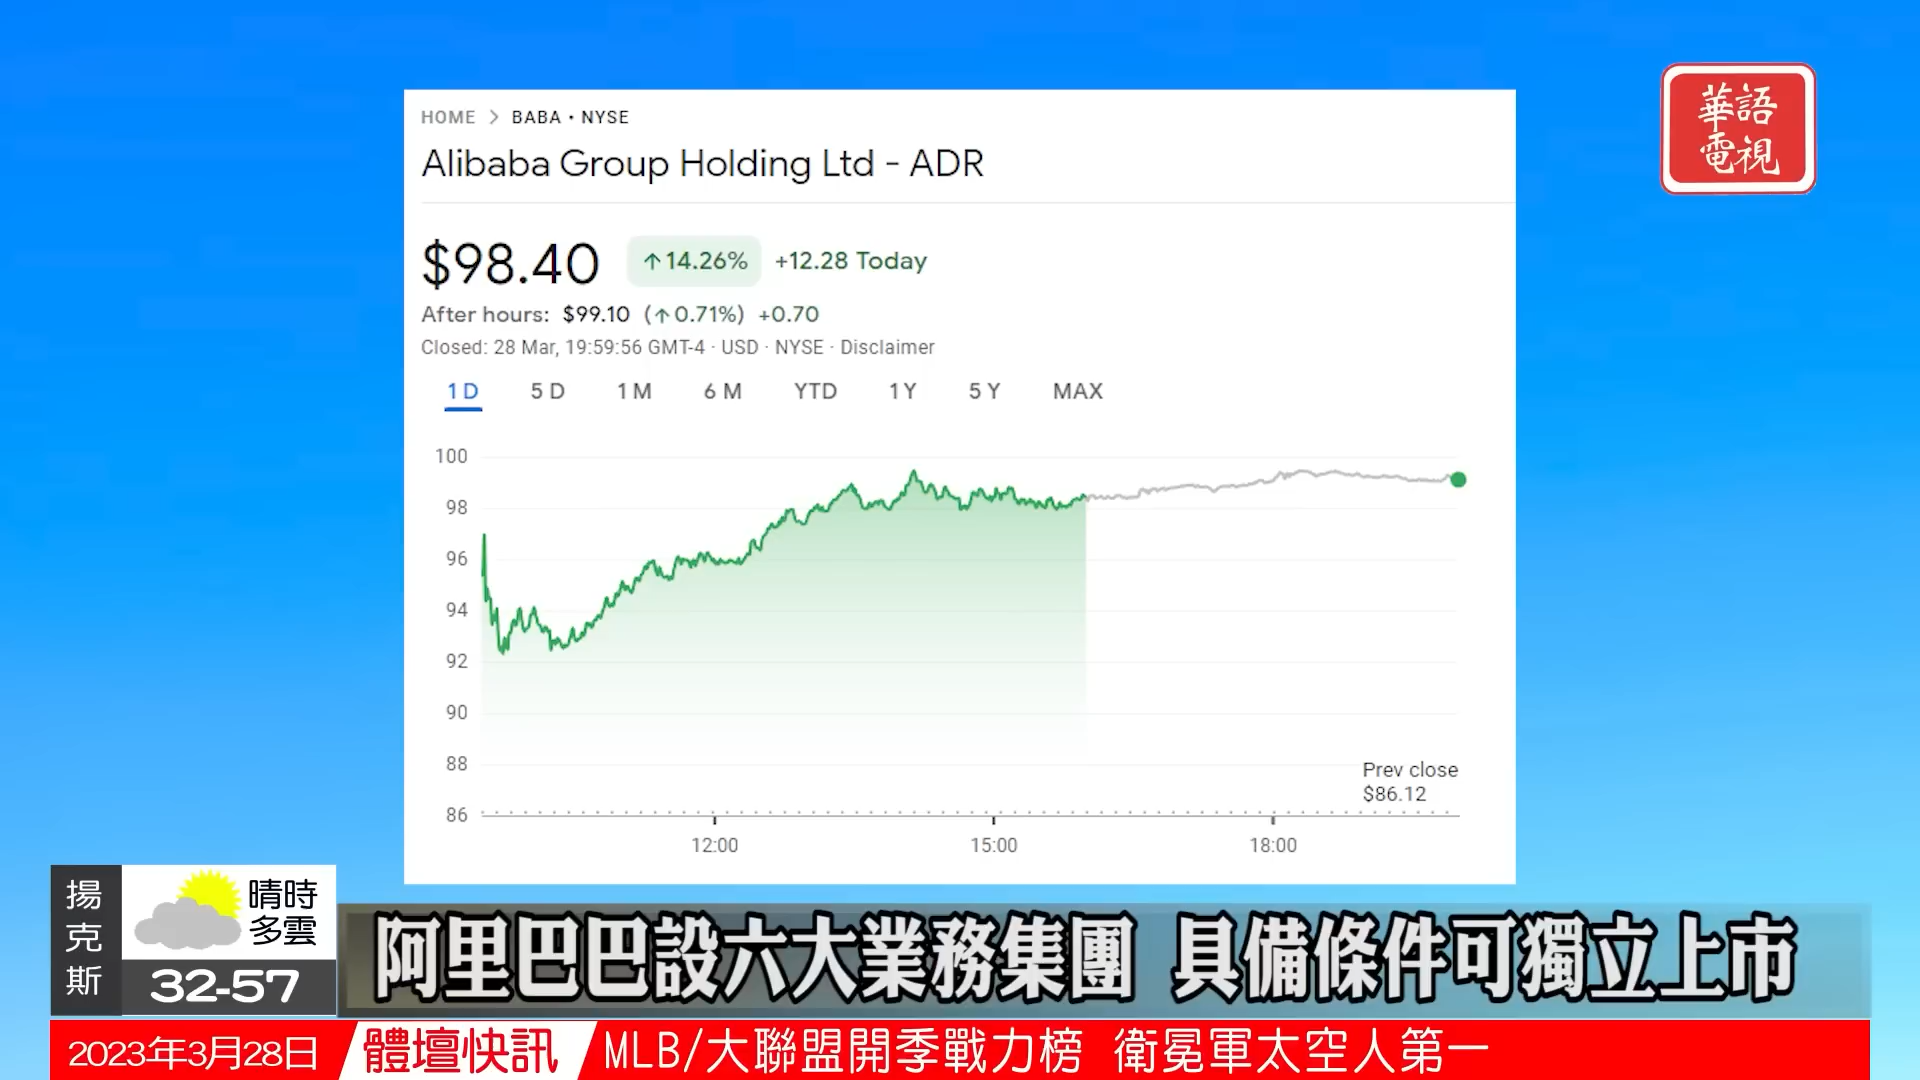 HOME > BABA • NYSE
Alibaba Group Holding Ltd - ADR
$98.40 ↑14.26% +12.28 Today
After hours: $99.10 (↑0.71%) +0.70
Closed: 28 Mar, 19:59:56 GMT-4 · USD · NYSE · Disclaimer
1D 5D 1M 6M YTD 1Y 5Y MAX
100
98
96
94
92
90
88
86
Prev close
$86.12
12:00 15:00 18:00
華語
電視
揚克斯
晴時
多雲
32-57
阿里巴巴設六大業務集團 具備條件可獨立上市
2023年3月28日 體壇快訊 MLB/大聯盟開季戰力榜 衛冕軍太空人第一